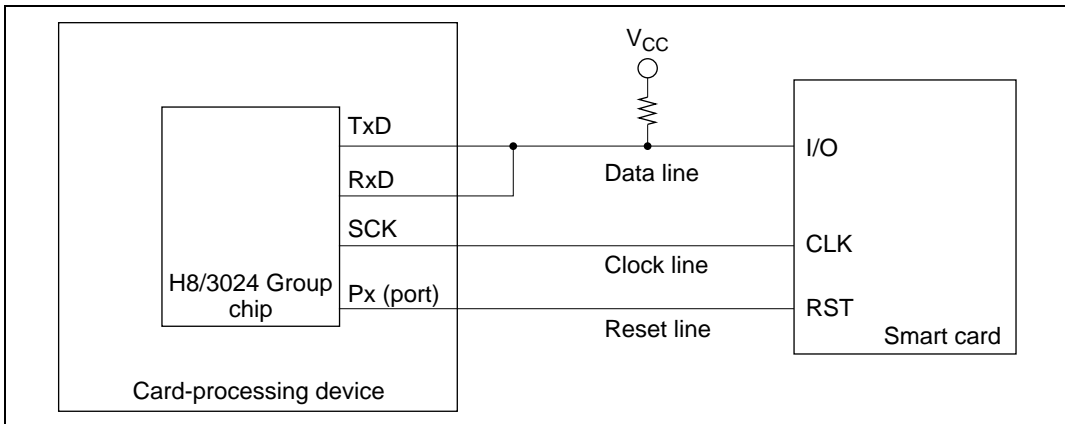 VCC
TxD
I/O
Data line
RxD
SCK
CLK
Clock line
H8/3024 Group
chip
Px (port)
RST
Reset line
Smart card
Card-processing device